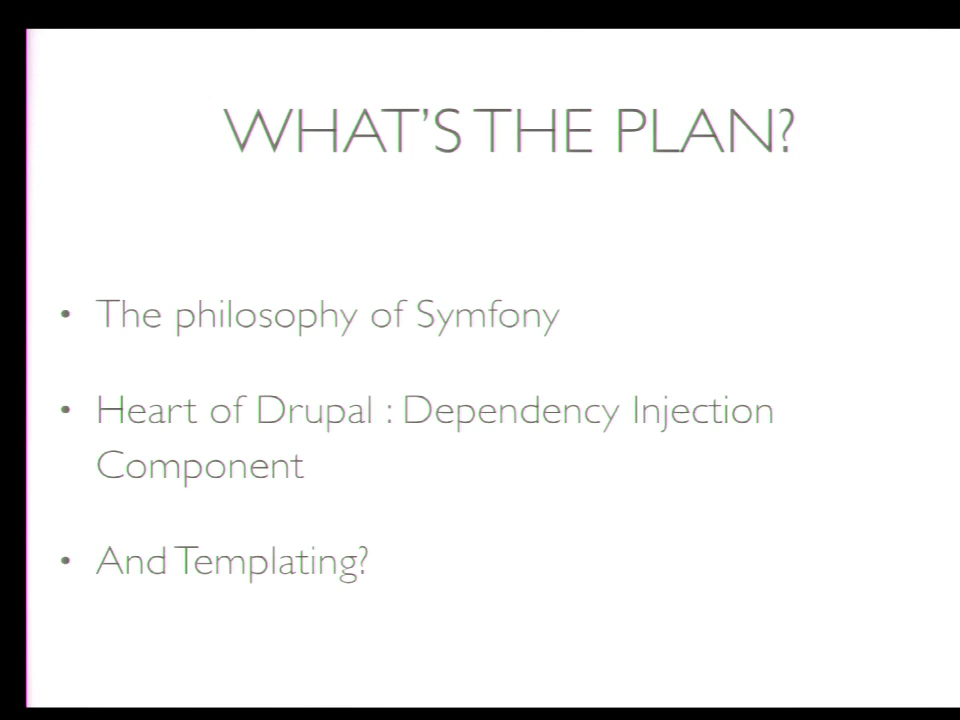 WHAT'S THE PLAN?
• The philosophy of Symfony
• Heart of Drupal : Dependency Injection
Component
• And Templating?